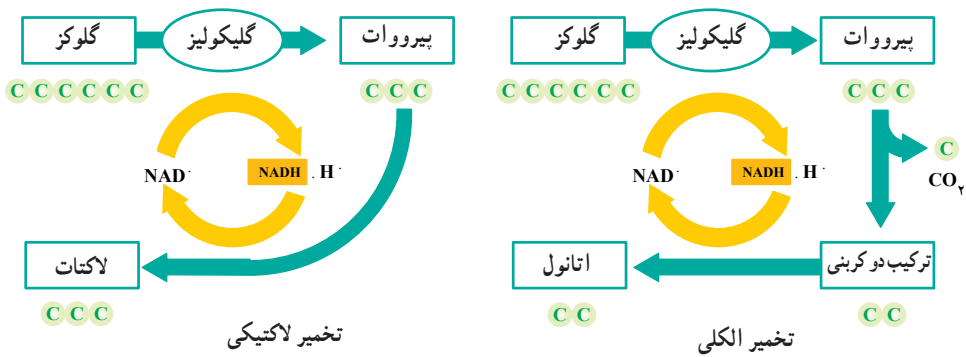 گلوکز
گلیکولیز
پیرووات
C C C C C C
C C C
NAD·
NADH . H·
لاکتات
C C C
تخمیر لاکتیکی
گلوکز
گلیکولیز
پیرووات
C C C C C C
C C C
C
CO۲
NAD·
NADH . H·
اتانول
ترکیب دو کربنی
C C
C C
تخمیر الکلی